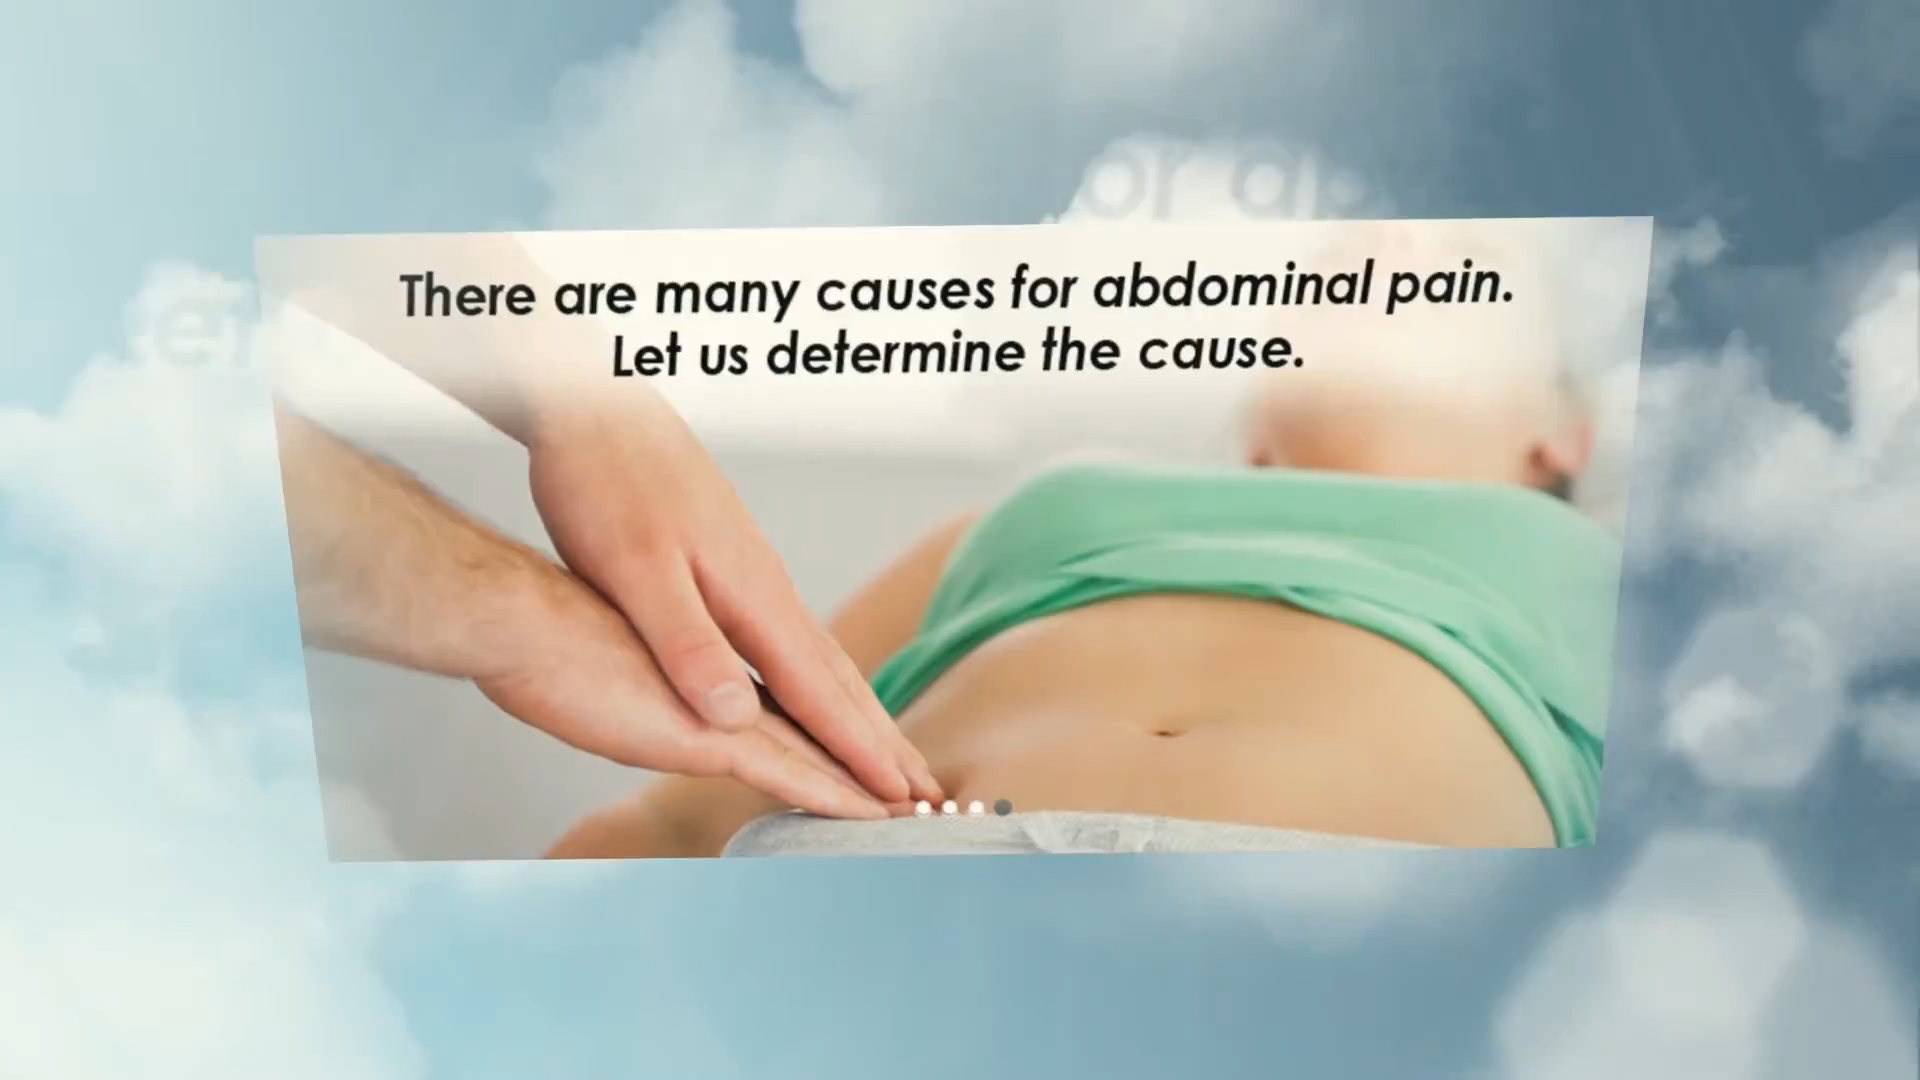 There are many causes for abdominal pain.
Let us determine the cause.